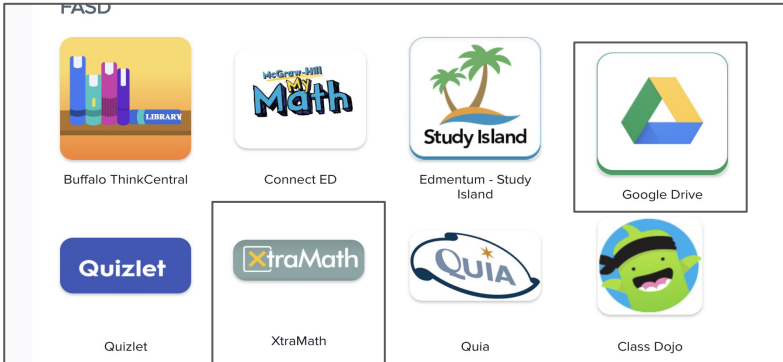 FASD
LIBRARY
McGraw-Hill
My
Math
Study Island
Buffalo ThinkCentral
Connect ED
Edmentum - Study
Island
Google Drive
Quizlet
XtraMath
QUIA
Quizlet
XtraMath
Quia
Class Dojo